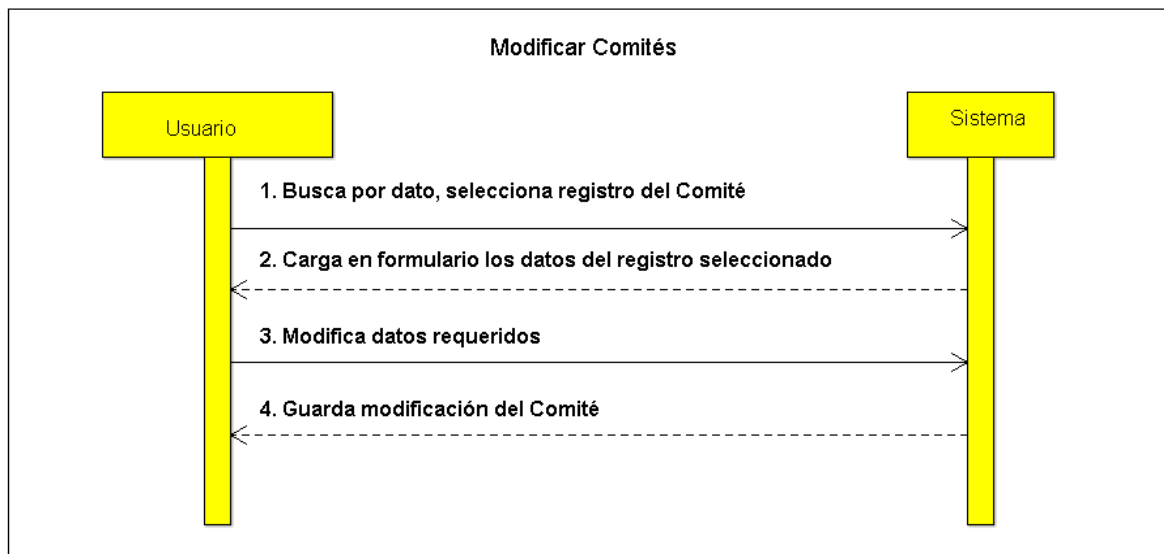 Modificar Comités
Usuario
Sistema
1. Busca por dato, selecciona registro del Comité
2. Carga en formulario los datos del registro seleccionado
3. Modifica datos requeridos
4. Guarda modificación del Comité